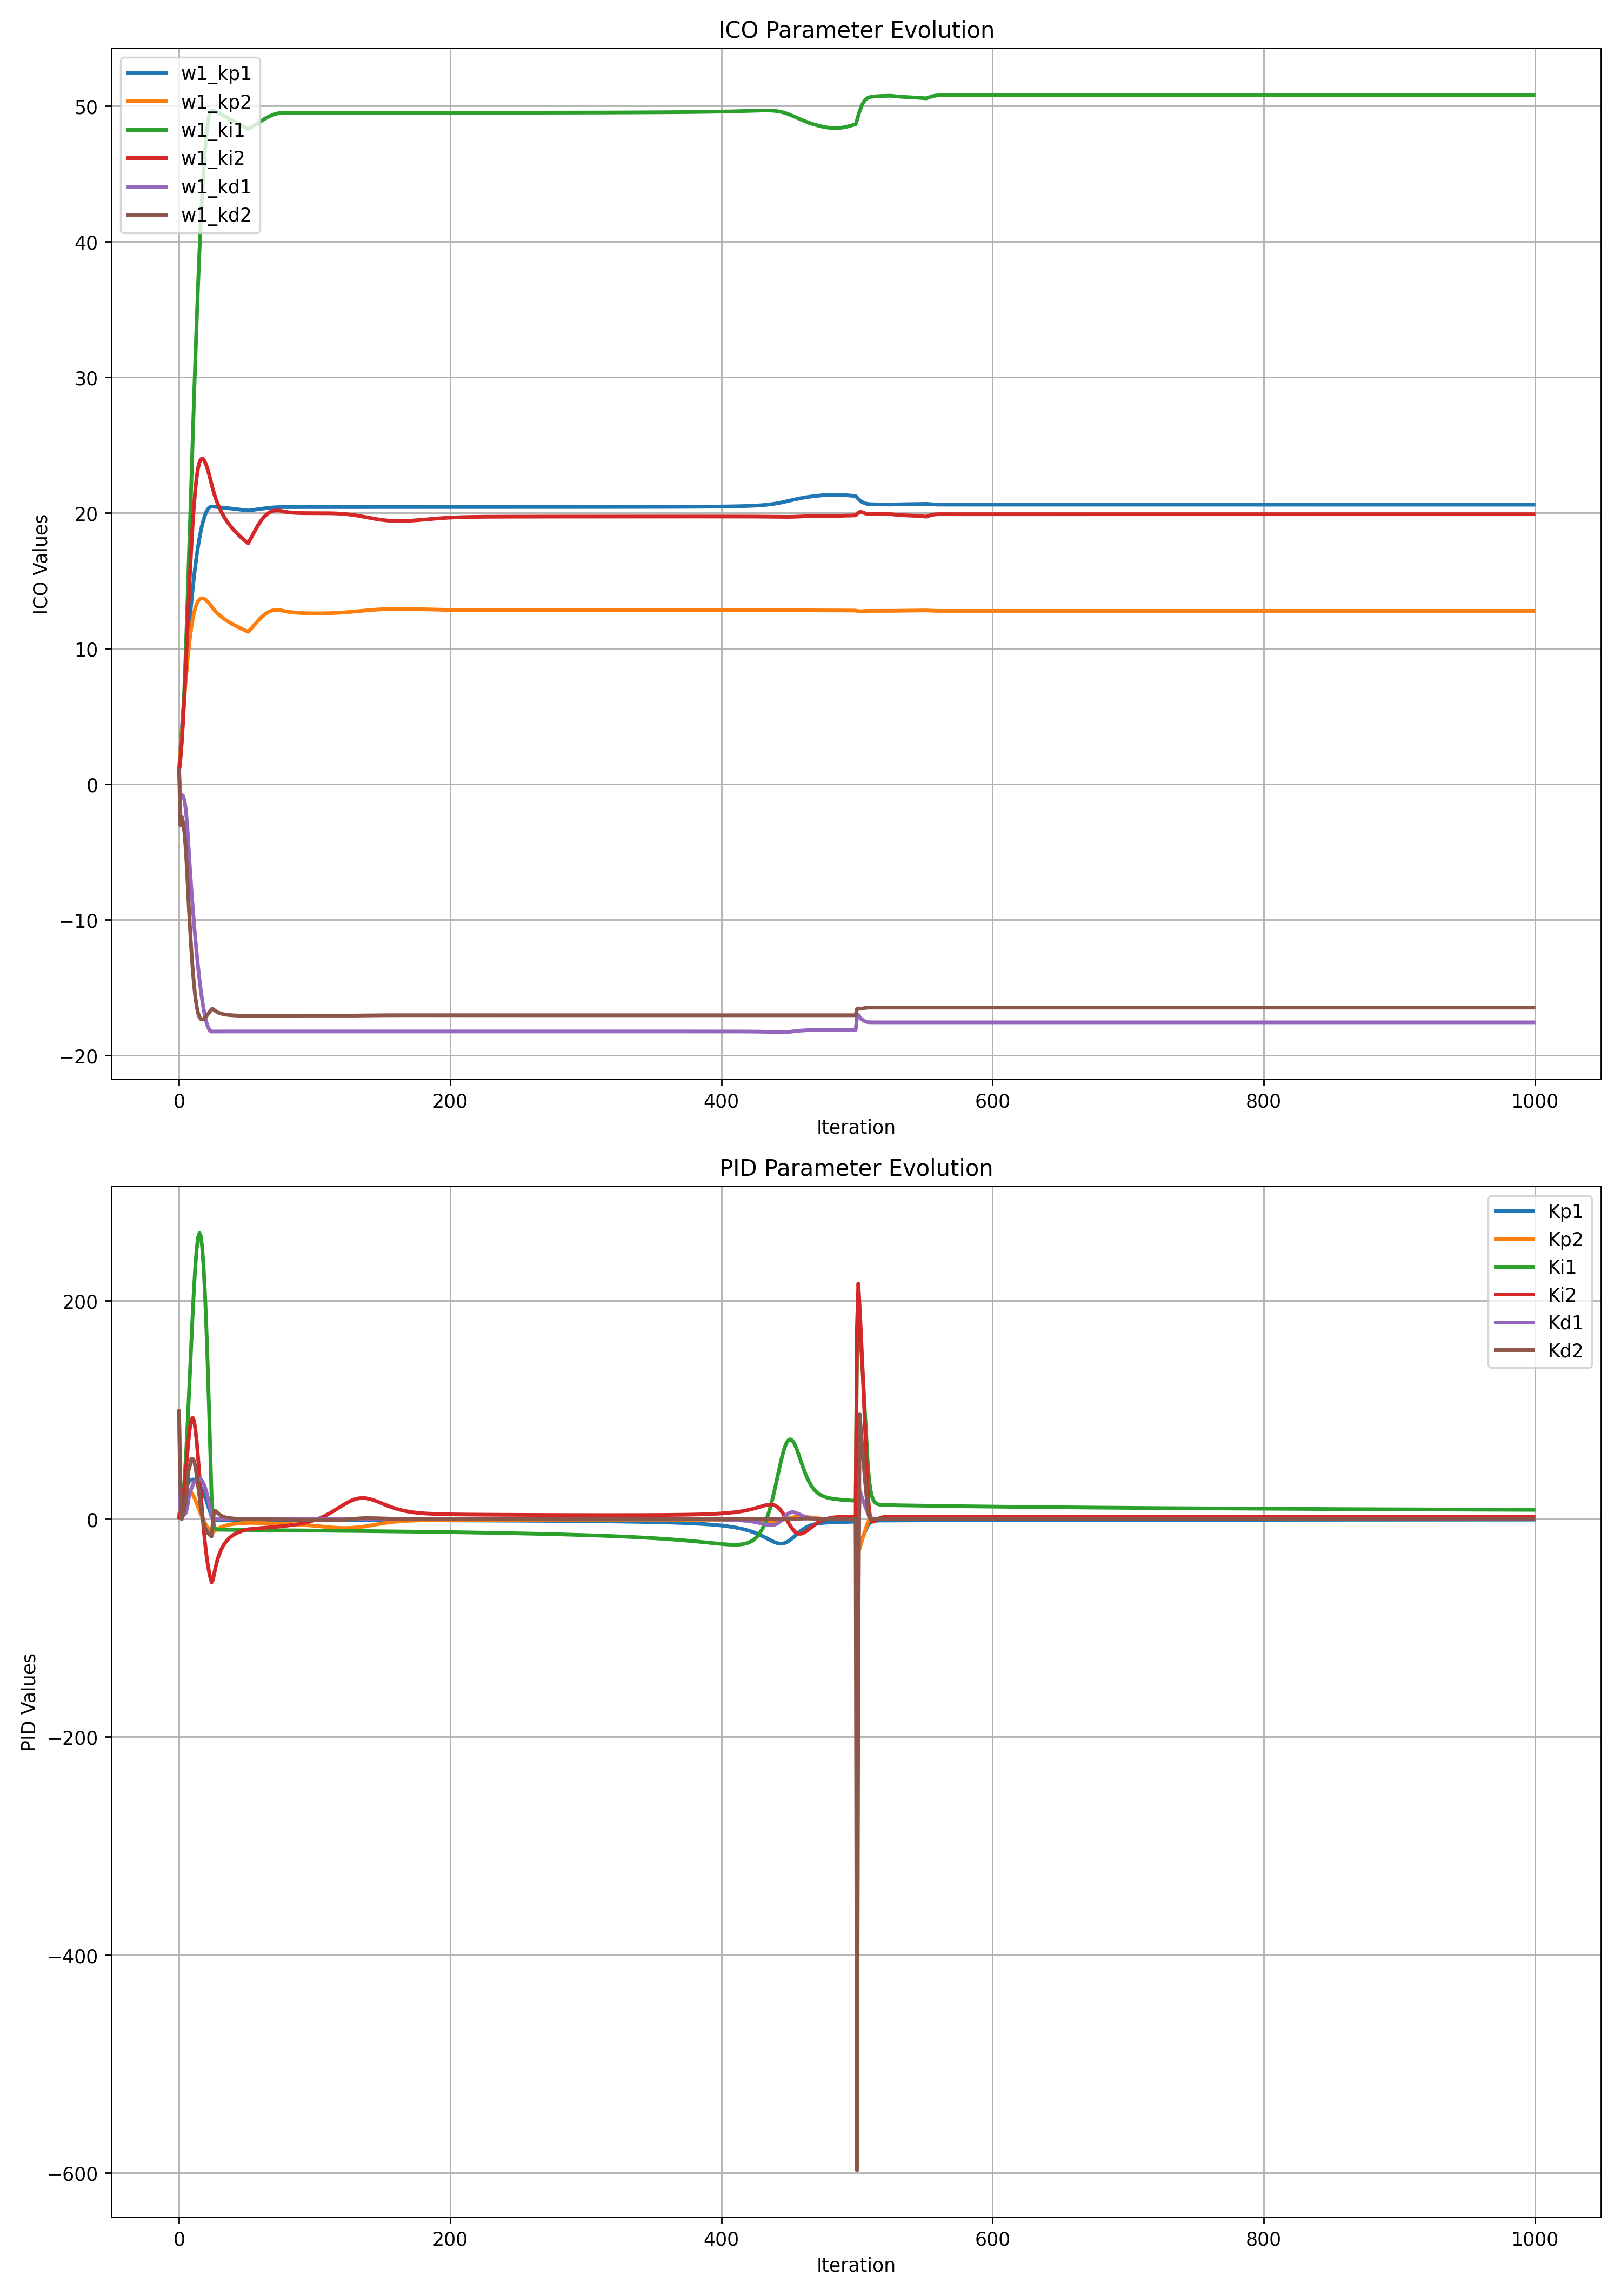 ICO Parameter Evolution
w1_kp1
w1_kp2
w1_ki1
w1_ki2
w1_kd1
w1_kd2
50
40
30
20
10
0
−10
−20
ICO Values
0 200 400 600 800 1000
Iteration
PID Parameter Evolution
Kp1
Kp2
Ki1
Ki2
Kd1
Kd2
200
0
−200
−400
−600
PID Values
0 200 400 600 800 1000
Iteration